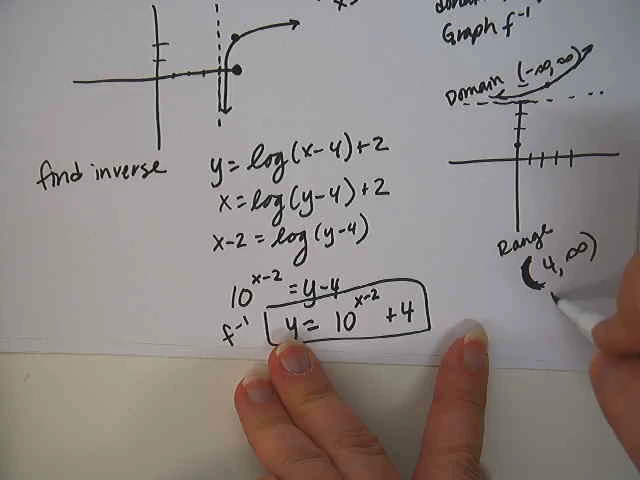 Graph f⁻¹
Domain (-∞,∞)
find inverse
y = log(x-4)+2
x = log(y-4)+2
x-2 = log(y-4)
10^(x-2) = y-4
f⁻¹ y = 10^(x-2) +4
Range
(4,∞)